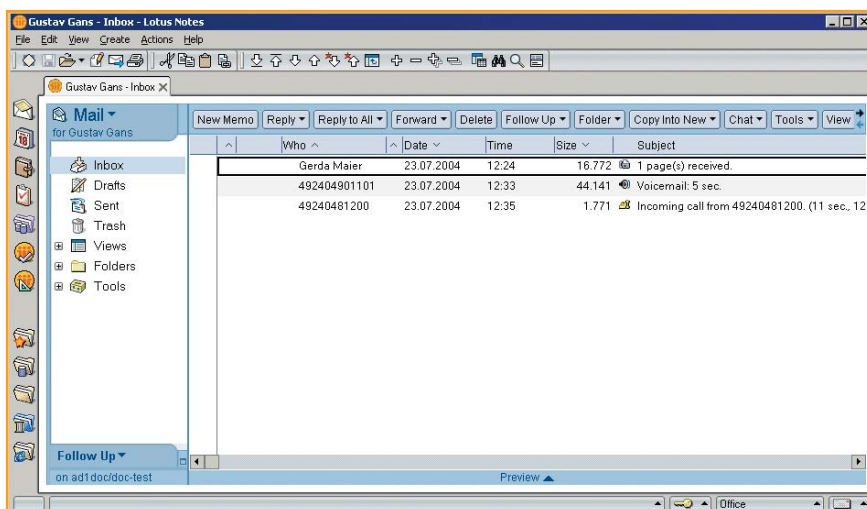 Gustav Gans - Inbox - Lotus Notes
File Edit View Create Actions Help
Gustav Gans - Inbox
Mail
for Gustav Gans
New Memo Reply Reply to All Forward Delete Follow Up Folder Copy Into New Chat Tools View
Who Date Time Size Subject
Inbox
Drafts
Sent
Trash
Views
Folders
Tools
Gerda Maier 23.07.2004 12:24 16.772 1 page(s) received.
492404901101 23.07.2004 12:33 44.141 Voicemail: 5 sec.
49240481200 23.07.2004 12:35 1.771 Incoming call from 49240481200. (11 sec., 12
Follow Up
on ad1doc/doc-test
Preview
Office